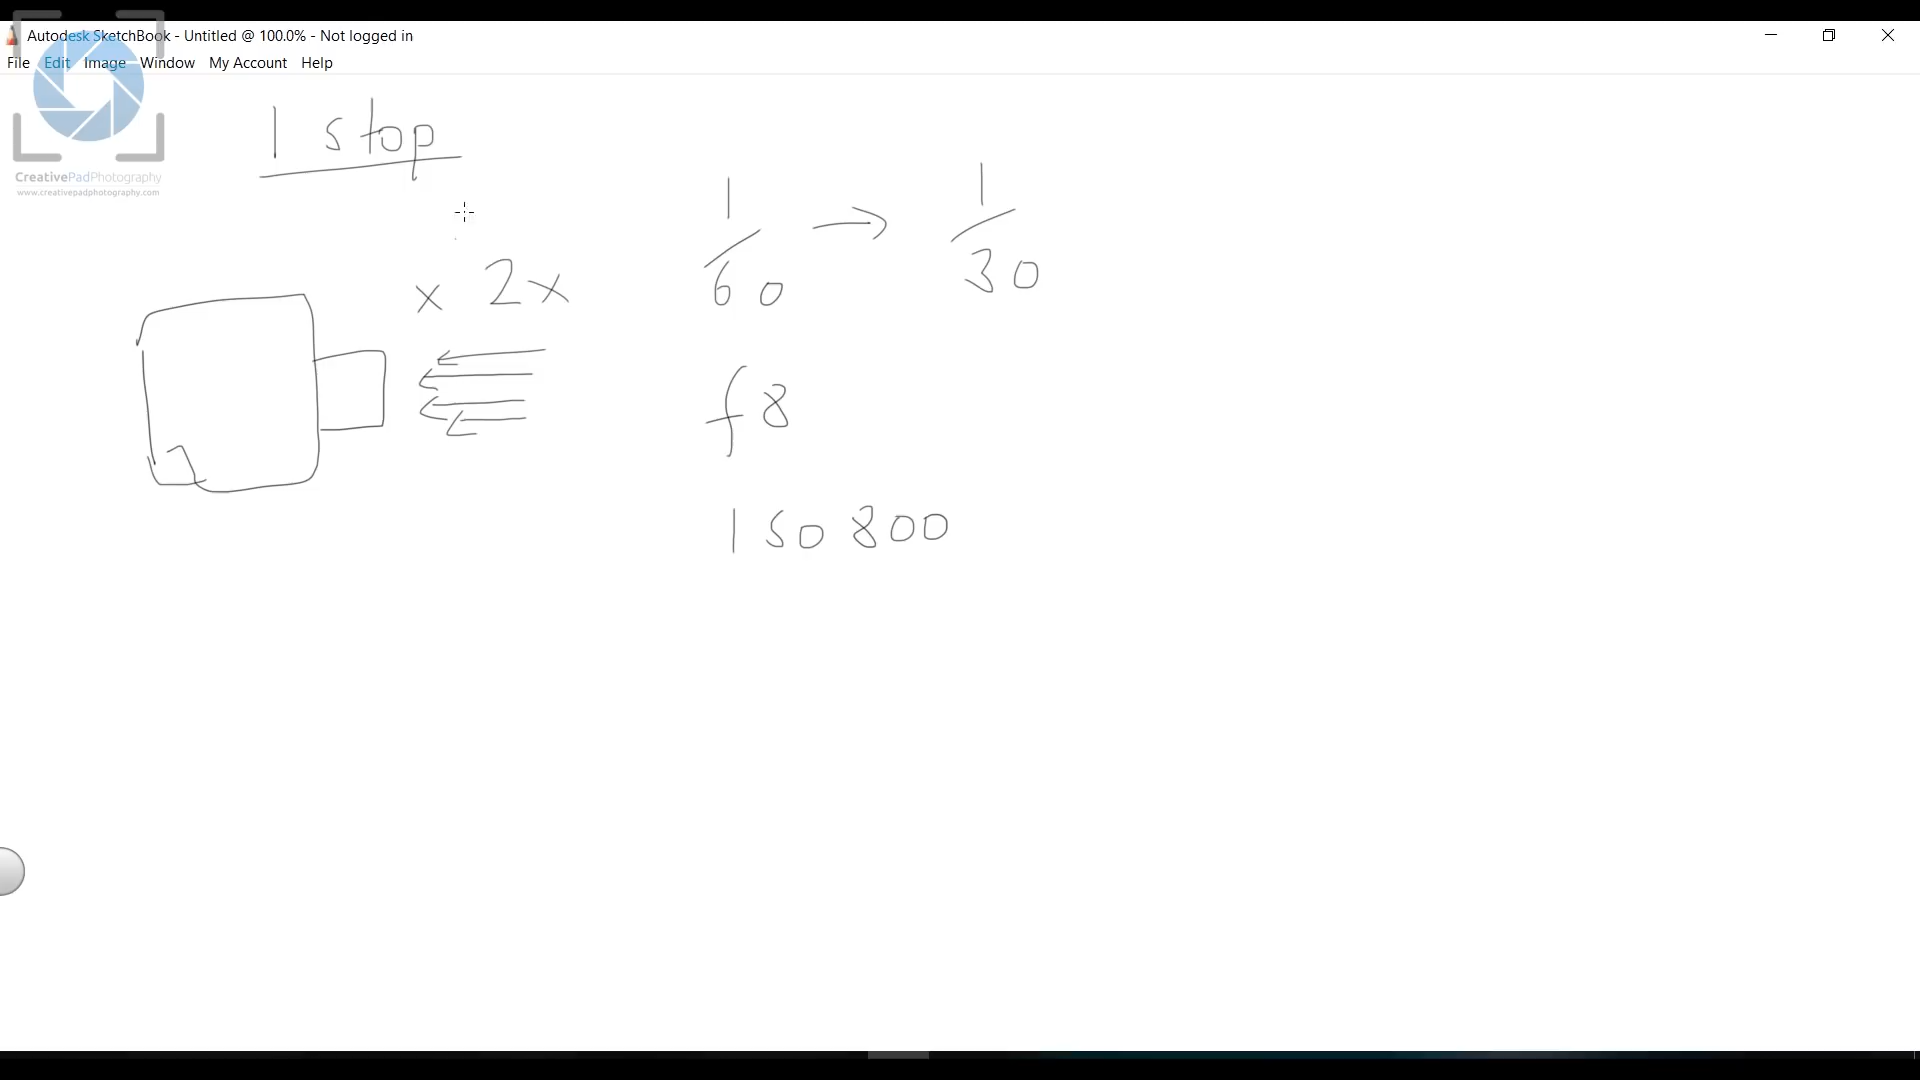 Autodesk SketchBook - Untitled @ 100.0% - Not logged in
File Edit Image Window My Account Help
CreativePadPhotography
www.creativepadphotography.com
1 stop
x 2x
1/60 → 1/30
f8
ISO 800